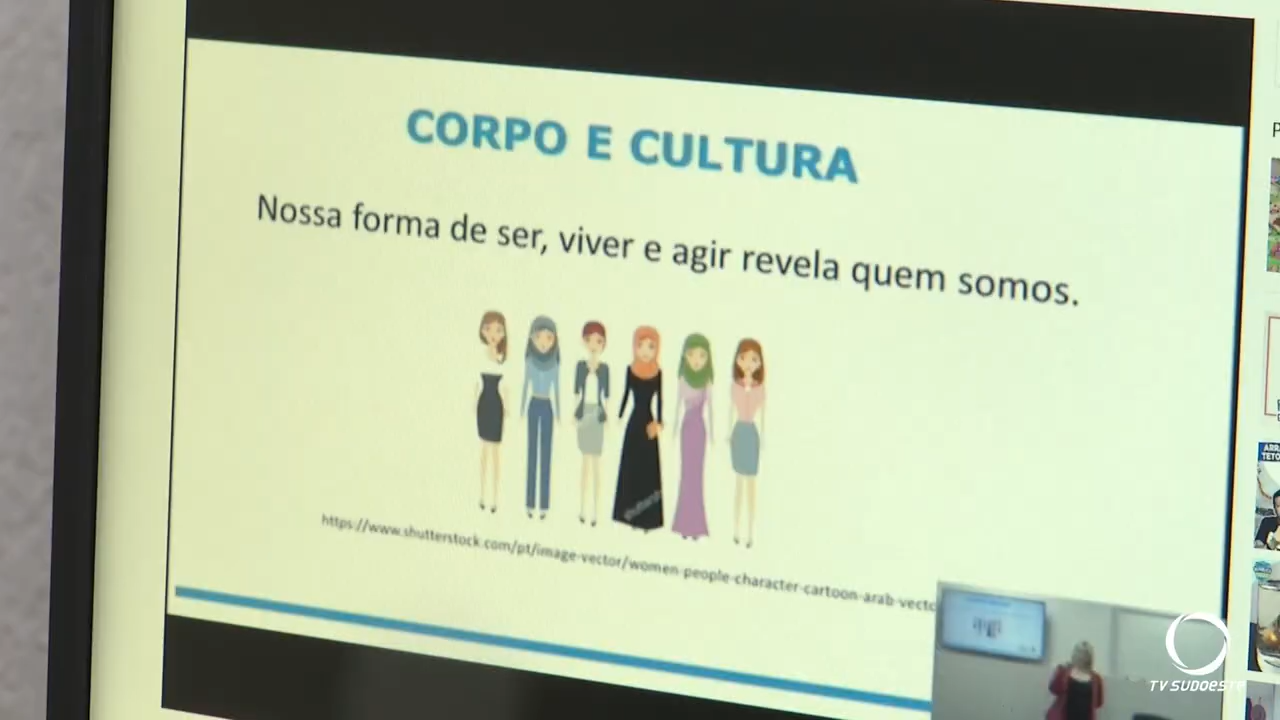 CORPO E CULTURA
Nossa forma de ser, viver e agir revela quem somos.
https://www.shutterstock.com/pt/image-vector/women-people-character-cartoon-arab-vecto
TV SUDOESTE